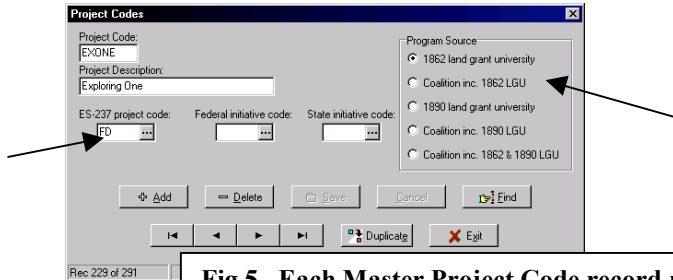 Project Codes
Project Code:
EXONE
Project Description:
Exploring One
ES-237 project code: Federal initiative code: State initiative code:
FD ... ... ...
Program Source
1862 land grant university
Coalition inc. 1862 LGU
1890 land grant university
Coalition inc. 1890 LGU
Coalition inc. 1862 & 1890 LGU
Add Delete Save Cancel Find
Duplicate Exit
Rec 229 of 291
Fig 5. Each Master Project Code record